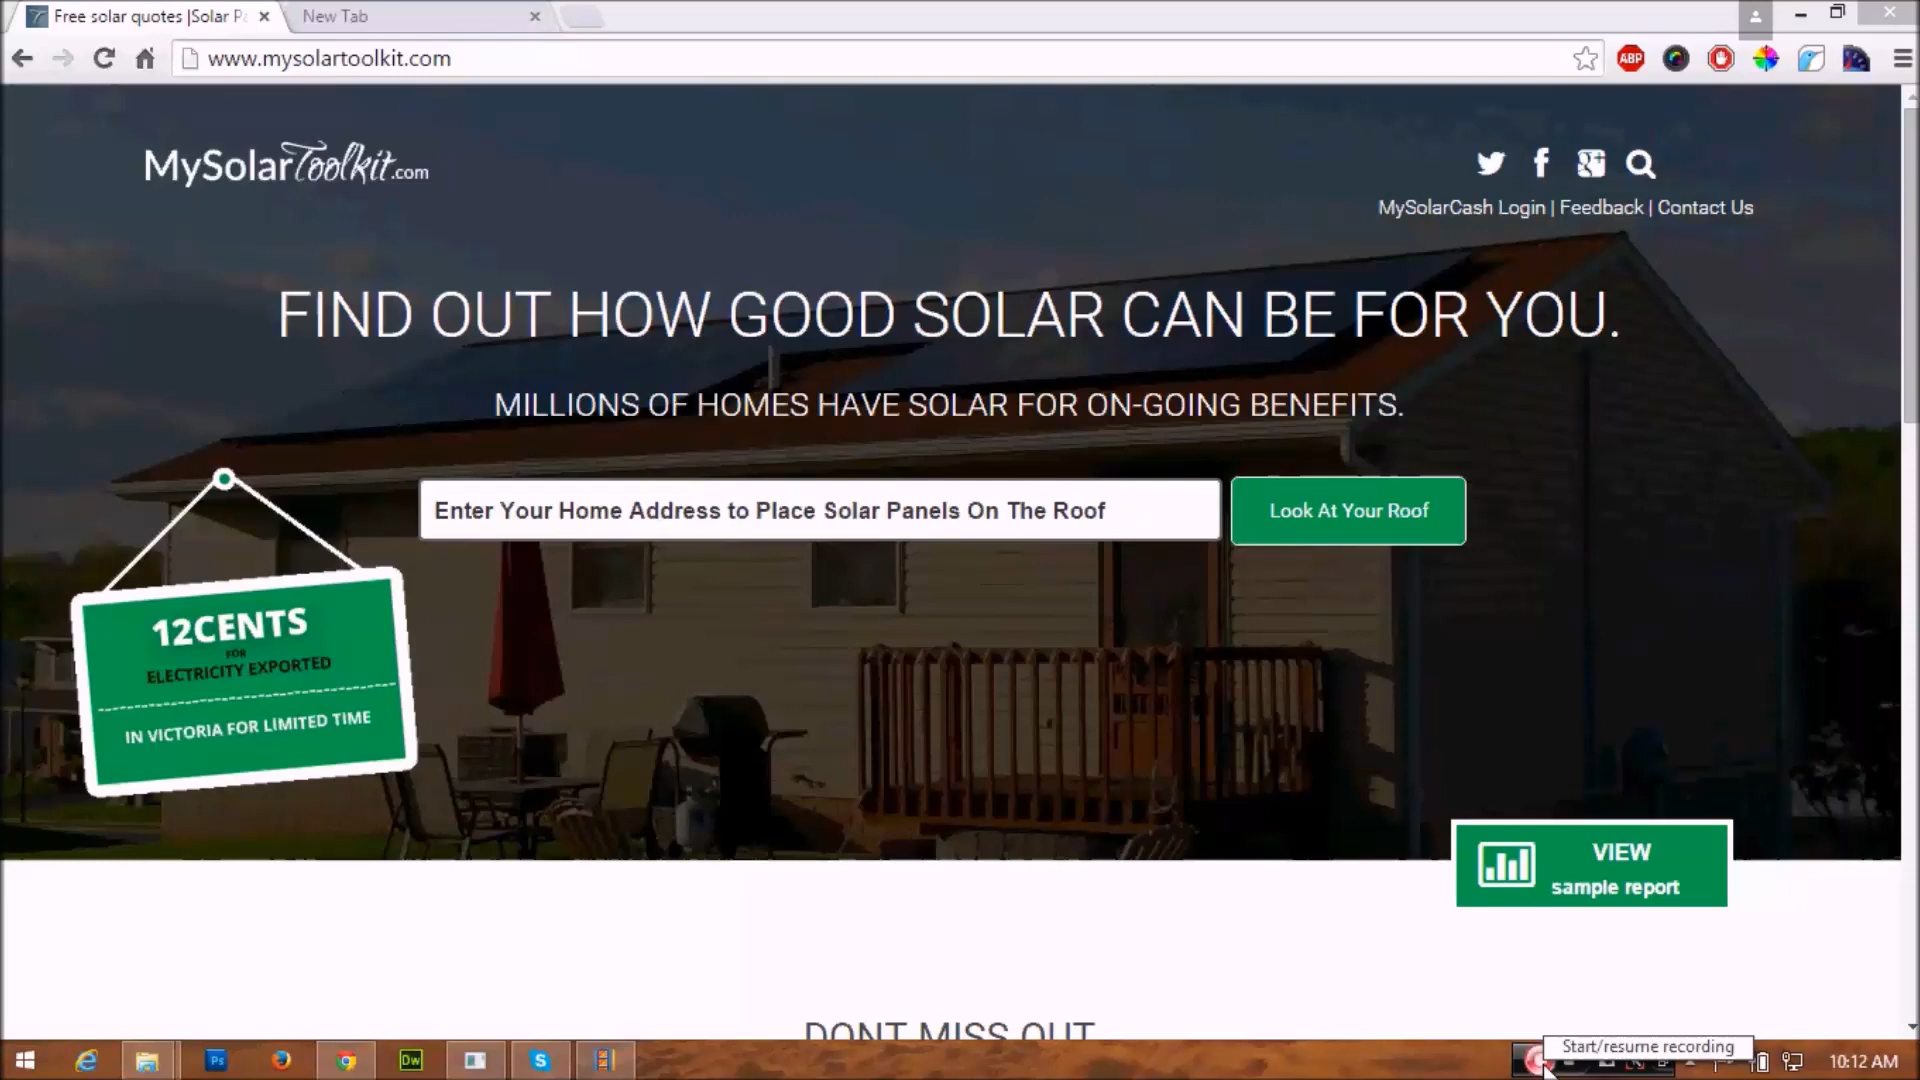 Free solar quotes |Solar P
New Tab
www.mysolartoolkit.com
ABP
MySolarToolkit.com
MySolarCash Login | Feedback | Contact Us
FIND OUT HOW GOOD SOLAR CAN BE FOR YOU.
MILLIONS OF HOMES HAVE SOLAR FOR ON-GOING BENEFITS.
Enter Your Home Address to Place Solar Panels On The Roof
Look At Your Roof
12CENTS
FOR
ELECTRICITY EXPORTED
IN VICTORIA FOR LIMITED TIME
VIEW
sample report
DONT MISS OUT
Ps
Dw
Start/resume recording
10:12 AM